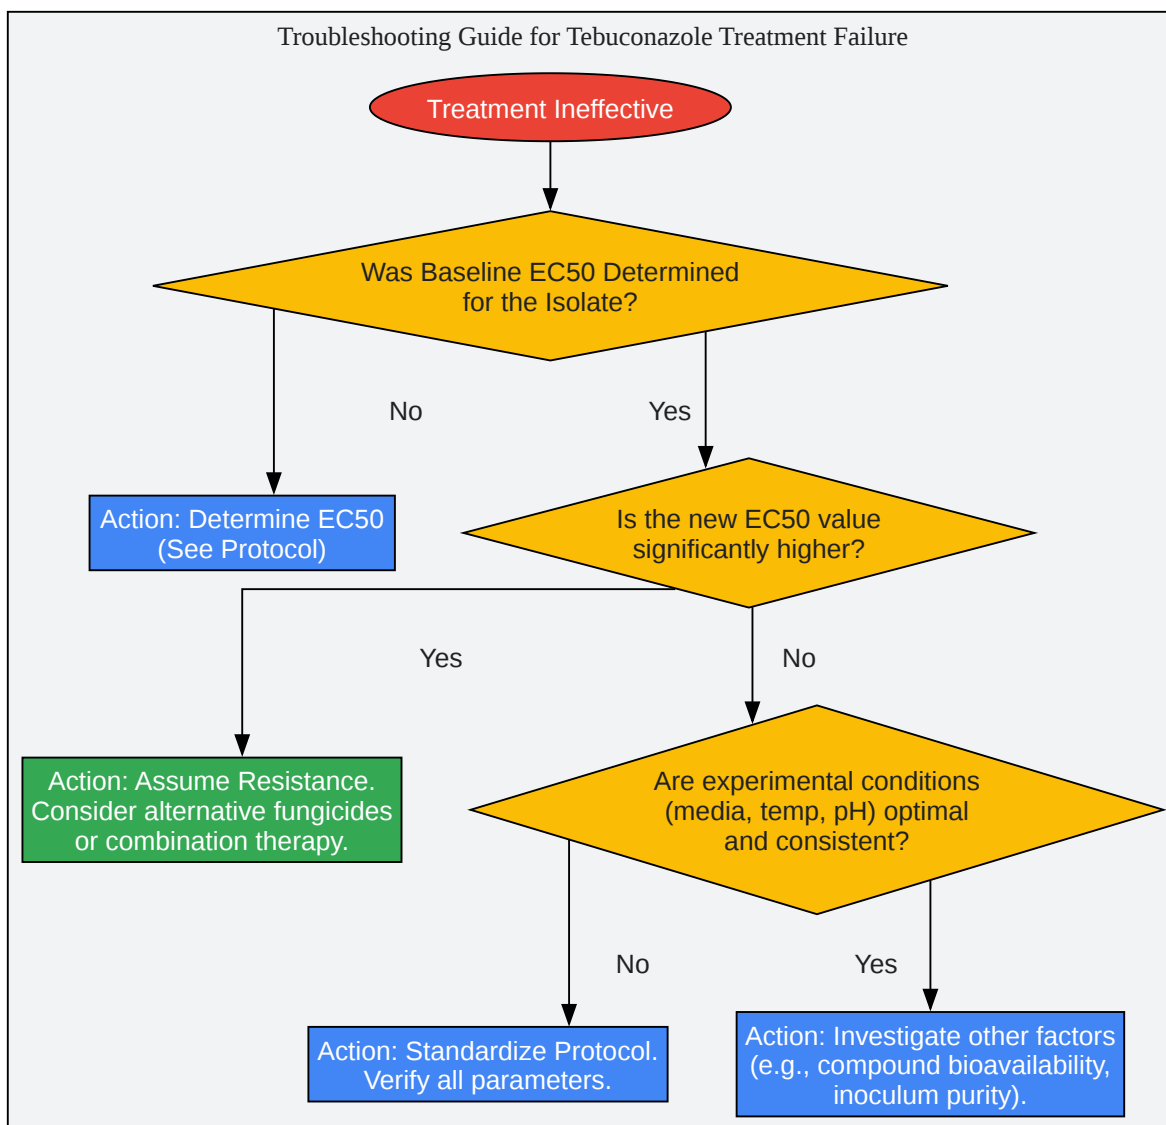 Troubleshooting Guide for Tebuconazole Treatment Failure
Treatment Ineffective
Was Baseline EC50 Determined
for the Isolate?
No
Yes
Action: Determine EC50
(See Protocol)
Is the new EC50 value
significantly higher?
Yes
No
Action: Assume Resistance.
Consider alternative fungicides
or combination therapy.
Are experimental conditions
(media, temp, pH) optimal
and consistent?
No
Yes
Action: Standardize Protocol.
Verify all parameters.
Action: Investigate other factors
(e.g., compound bioavailability,
inoculum purity).